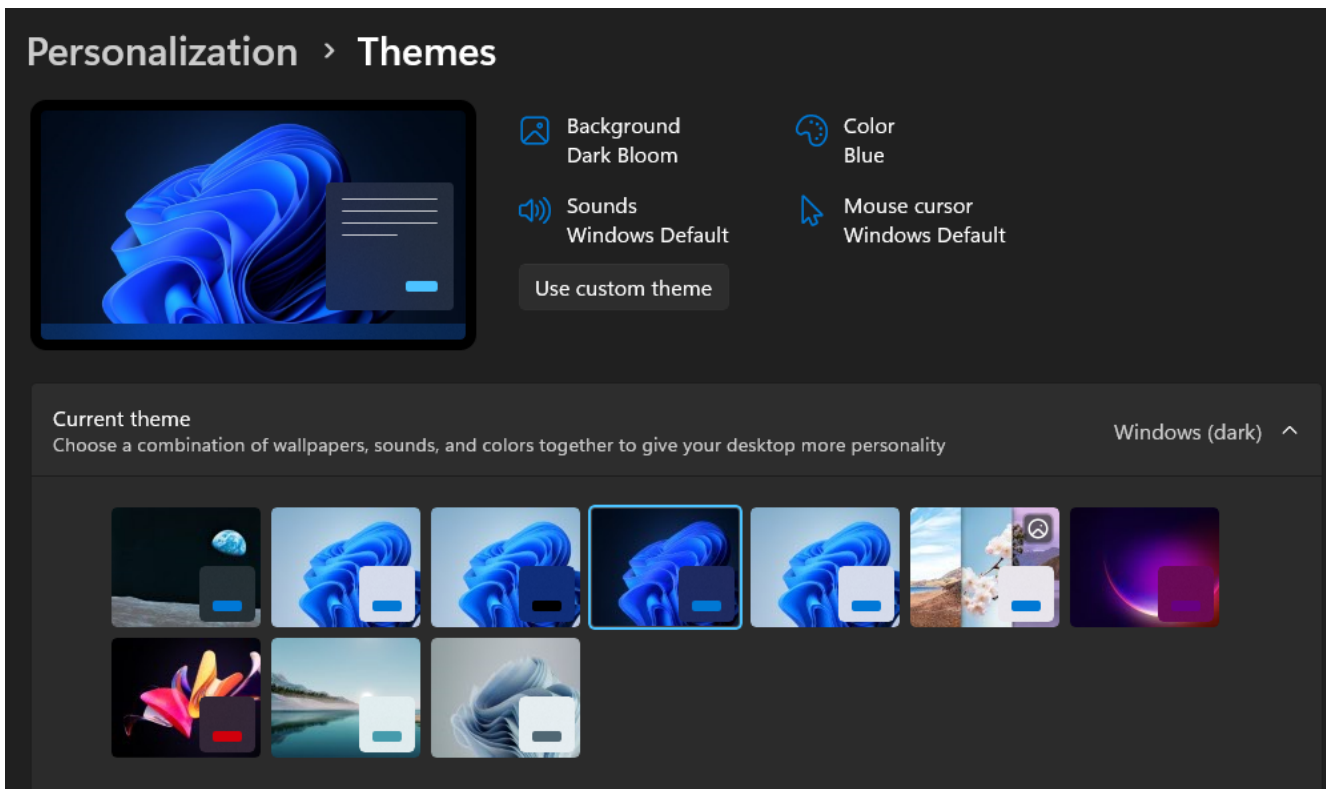 Personalization > Themes
Background
Dark Bloom
Color
Blue
Sounds
Windows Default
Mouse cursor
Windows Default
Use custom theme
Current theme
Choose a combination of wallpapers, sounds, and colors together to give your desktop more personality
Windows (dark)